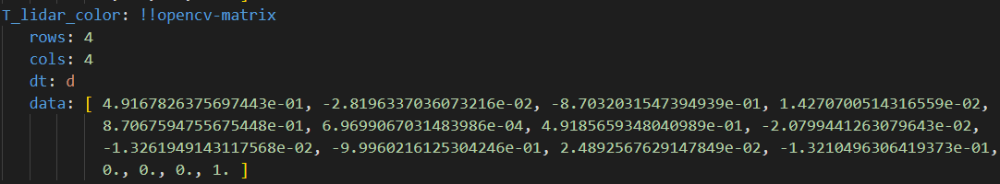 T_lidar_color: !!opencv-matrix
rows: 4
cols: 4
dt: d
data: [ 4.9167826375697443e-01, -2.8196337036073216e-02, -8.7032031547394939e-01, 1.4270700514316559e-02,
8.7067594755675448e-01, 6.9699067031483986e-04, 4.9185659348040989e-01, -2.0799441263079643e-02,
-1.3261949143117568e-02, -9.9960216125304246e-01, 2.4892567629147849e-02, -1.3210496306419373e-01,
0., 0., 0., 1. ]